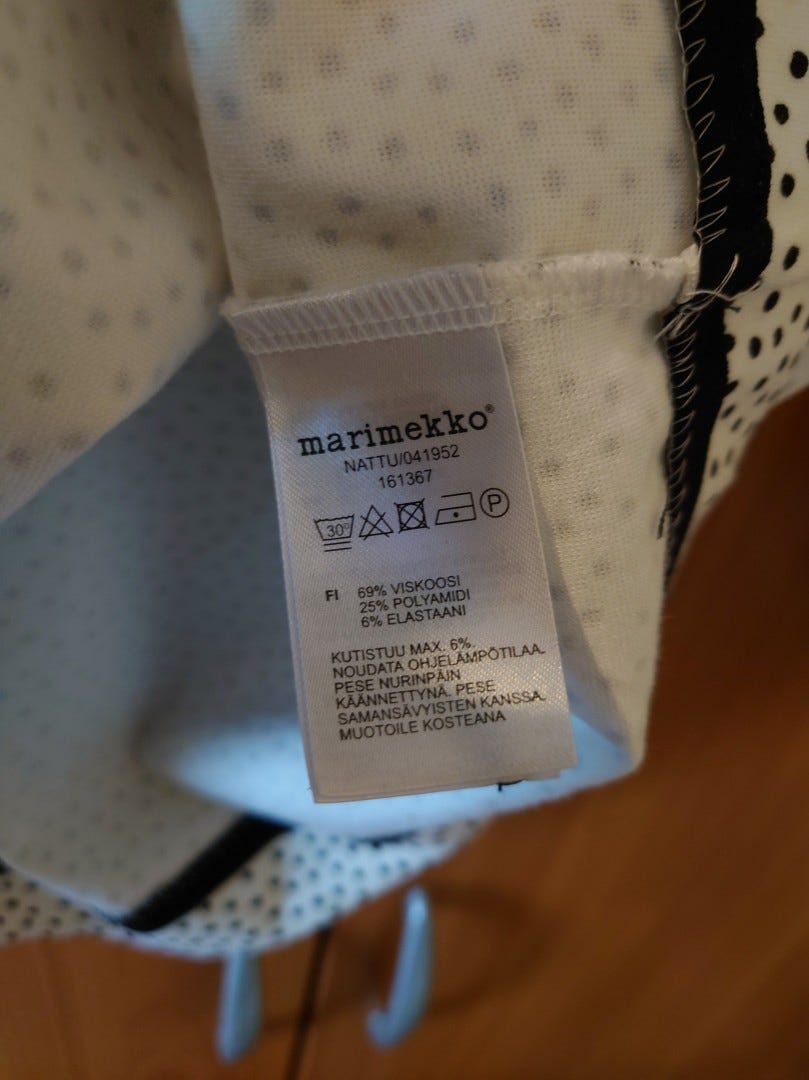 marimekko®
NATTU/041952
161367
30° P
FI 69% VISKOOSI
25% POLYAMIDI
6% ELASTAANI
KUTISTUU MAX. 6%.
NOUDATA OHJELÄMPÖTILAA.
PESE NURINPÄIN
KÄÄNNETTYNÄ. PESE
SAMANSÄVYISTEN KANSSA.
MUOTOILE KOSTEANA